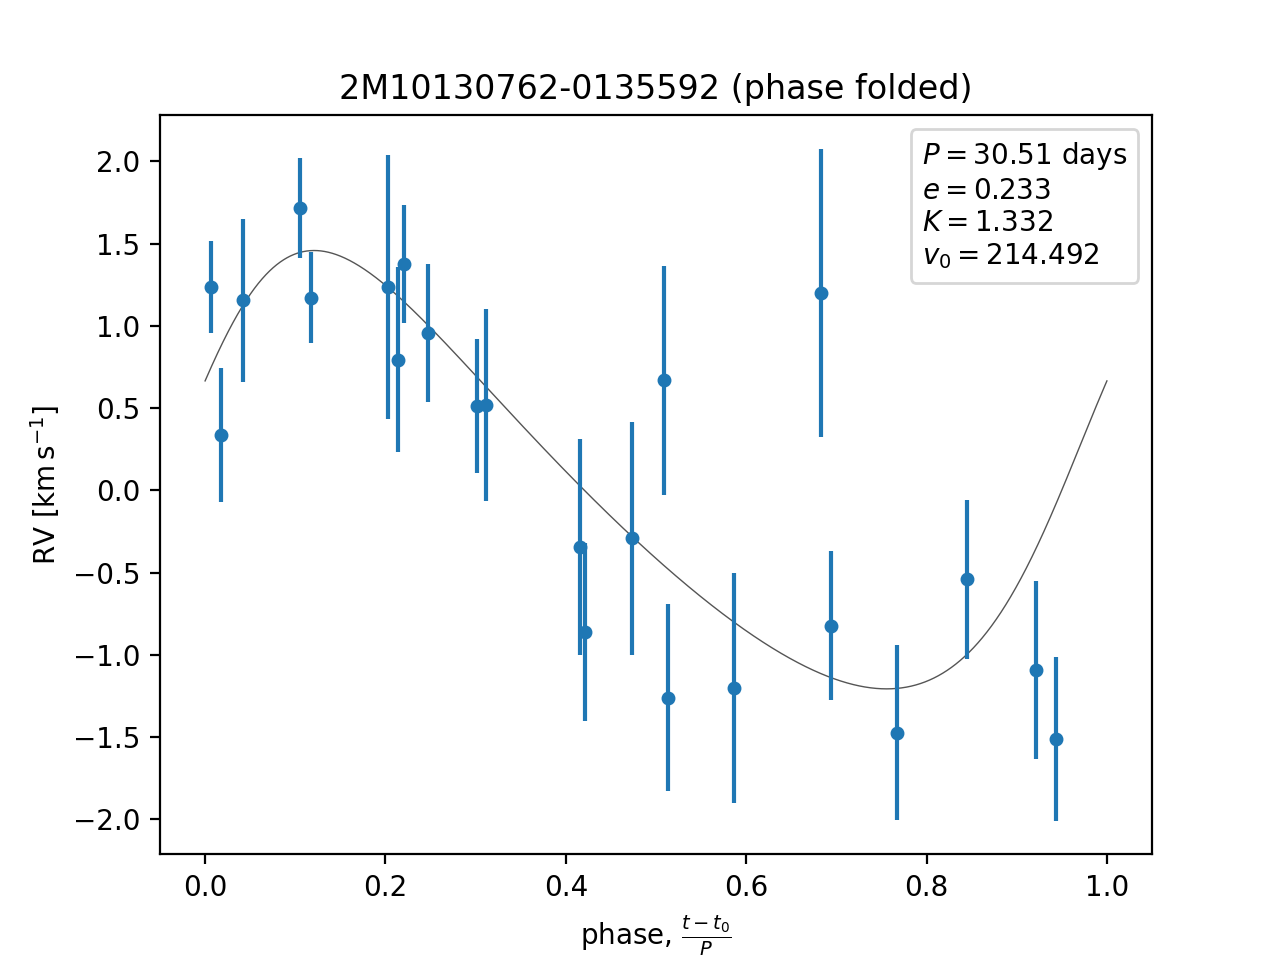 2M10130762-0135592 (phase folded)
P = 30.51 days
e = 0.233
K = 1.332
v₀ = 214.492
RV [km s⁻¹]
2.0
1.5
1.0
0.5
0.0
−0.5
−1.0
−1.5
−2.0
0.0 0.2 0.4 0.6 0.8 1.0
phase, (t − t₀)/P